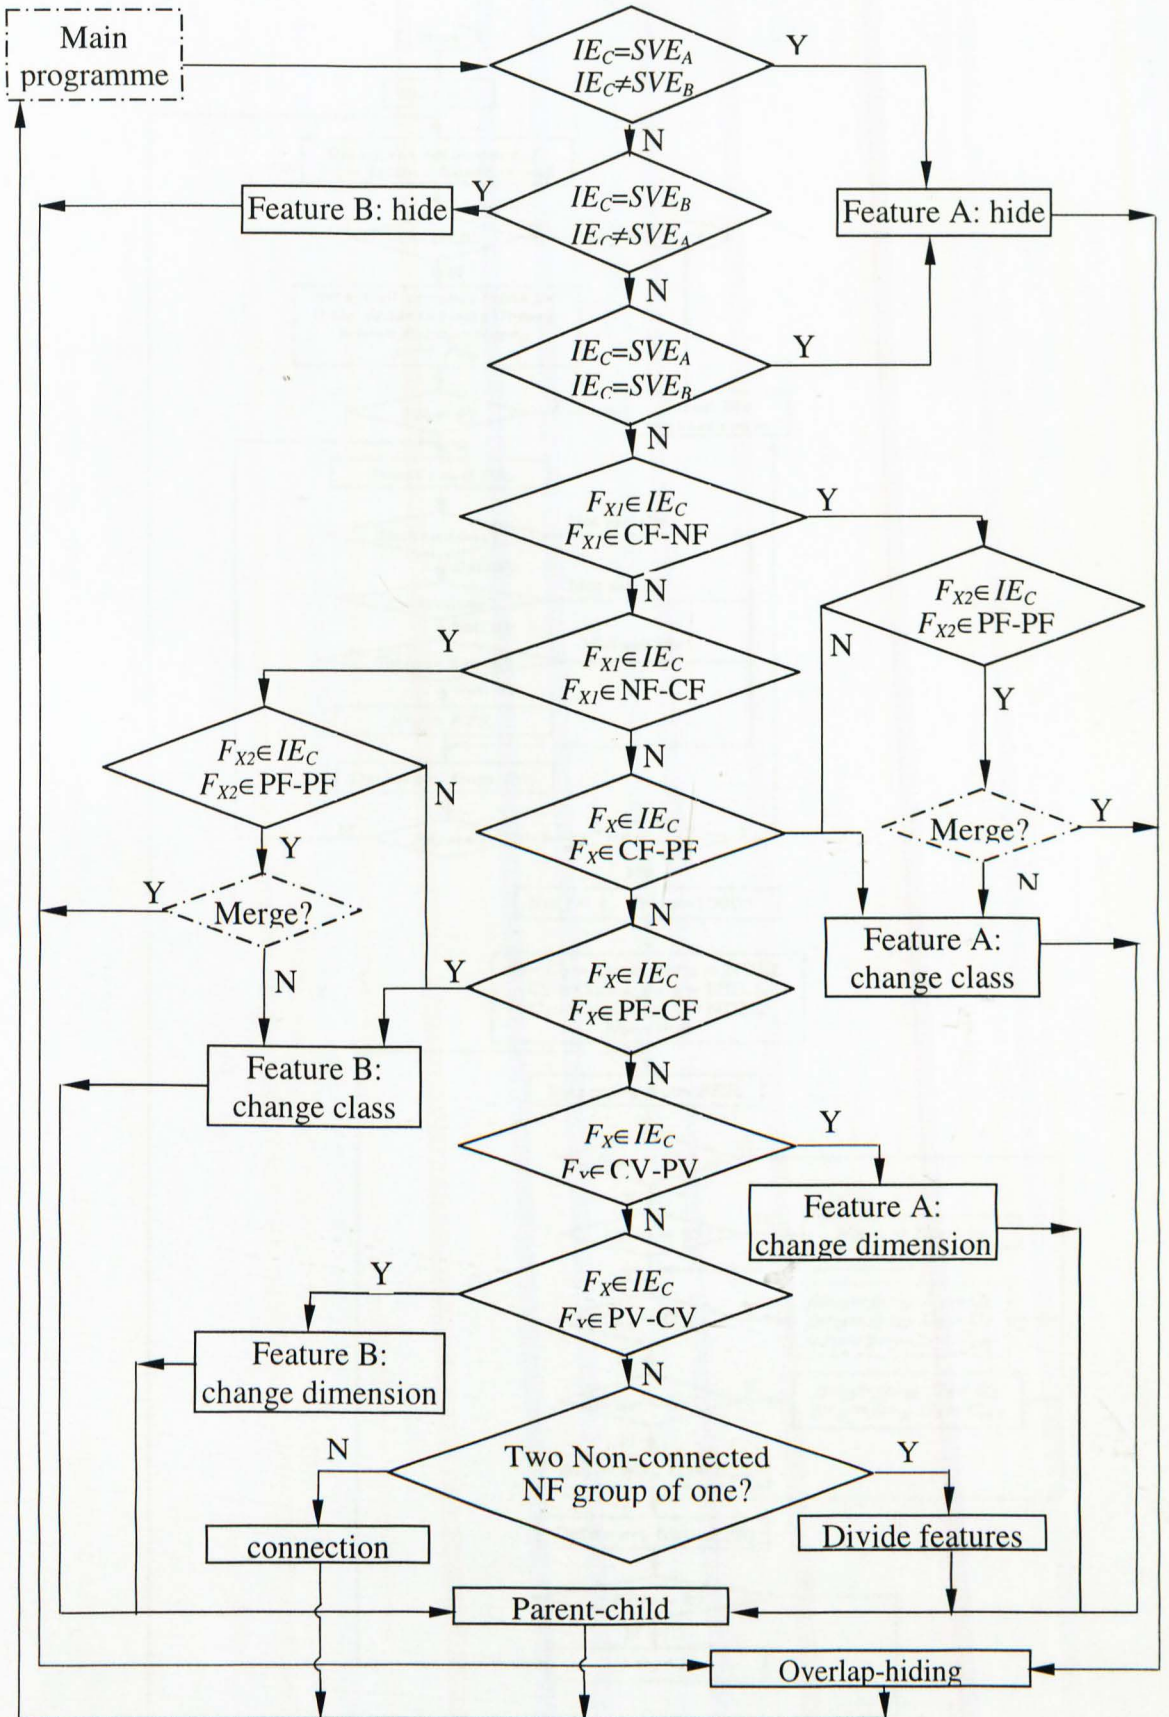 Main
programme
IE_C=SVE_A
IE_C≠SVE_B
Y
N
IE_C=SVE_B
IE_C≠SVE_A
Y
Feature B: hide
Feature A: hide
N
IE_C=SVE_A
IE_C=SVE_B
Y
N
F_X1∈IE_C
F_X1∈CF-NF
Y
N
F_X2∈IE_C
F_X2∈PF-PF
N
Y
F_X1∈IE_C
F_X1∈NF-CF
Y
N
F_X2∈IE_C
F_X2∈PF-PF
N
Y
F_X∈IE_C
F_X∈CF-PF
Merge?
Y
N
Merge?
Y
N
N
Feature A:
change class
F_X∈IE_C
F_X∈PF-CF
Y
N
Feature B:
change class
F_X∈IE_C
F_X∈CV-PV
Y
N
Feature A:
change dimension
F_X∈IE_C
F_X∈PV-CV
Y
N
Feature B:
change dimension
Two Non-connected
NF group of one?
N
Y
connection
Divide features
Parent-child
Overlap-hiding